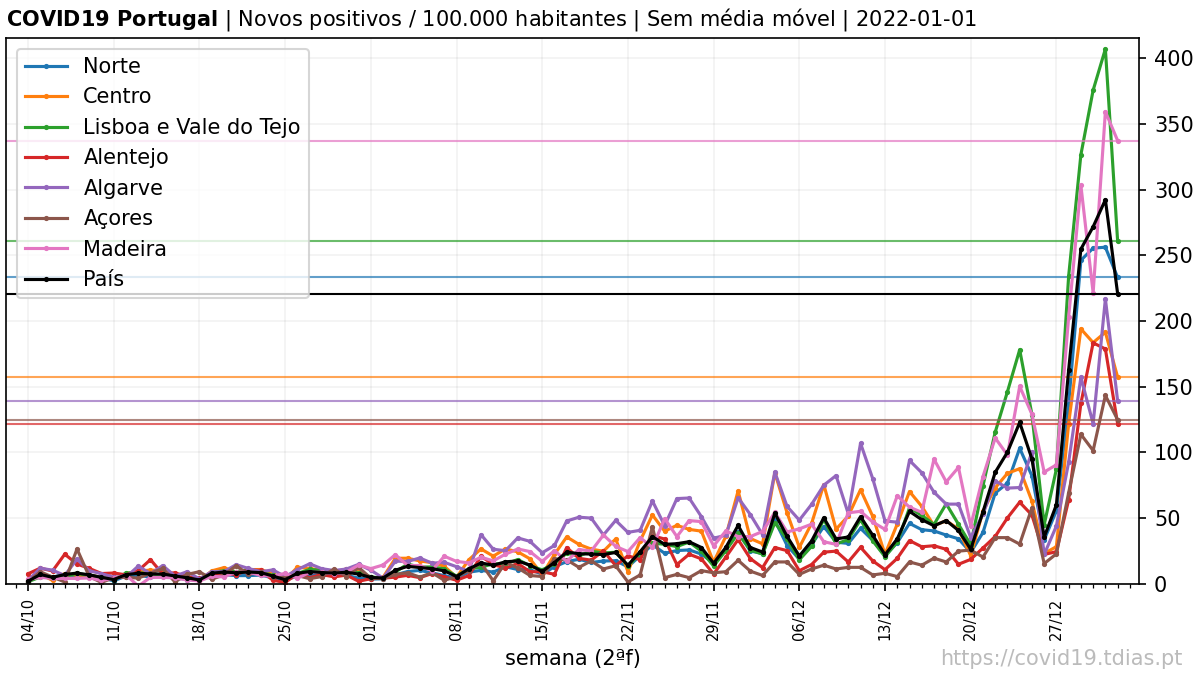 COVID19 Portugal | Novos positivos / 100.000 habitantes | Sem média móvel | 2022-01-01
Norte
Centro
Lisboa e Vale do Tejo
Alentejo
Algarve
Açores
Madeira
País
400
350
300
250
200
150
100
50
0
04/10
11/10
18/10
25/10
01/11
08/11
15/11
22/11
29/11
06/12
13/12
20/12
27/12
semana (2ªf)
https://covid19.tdias.pt